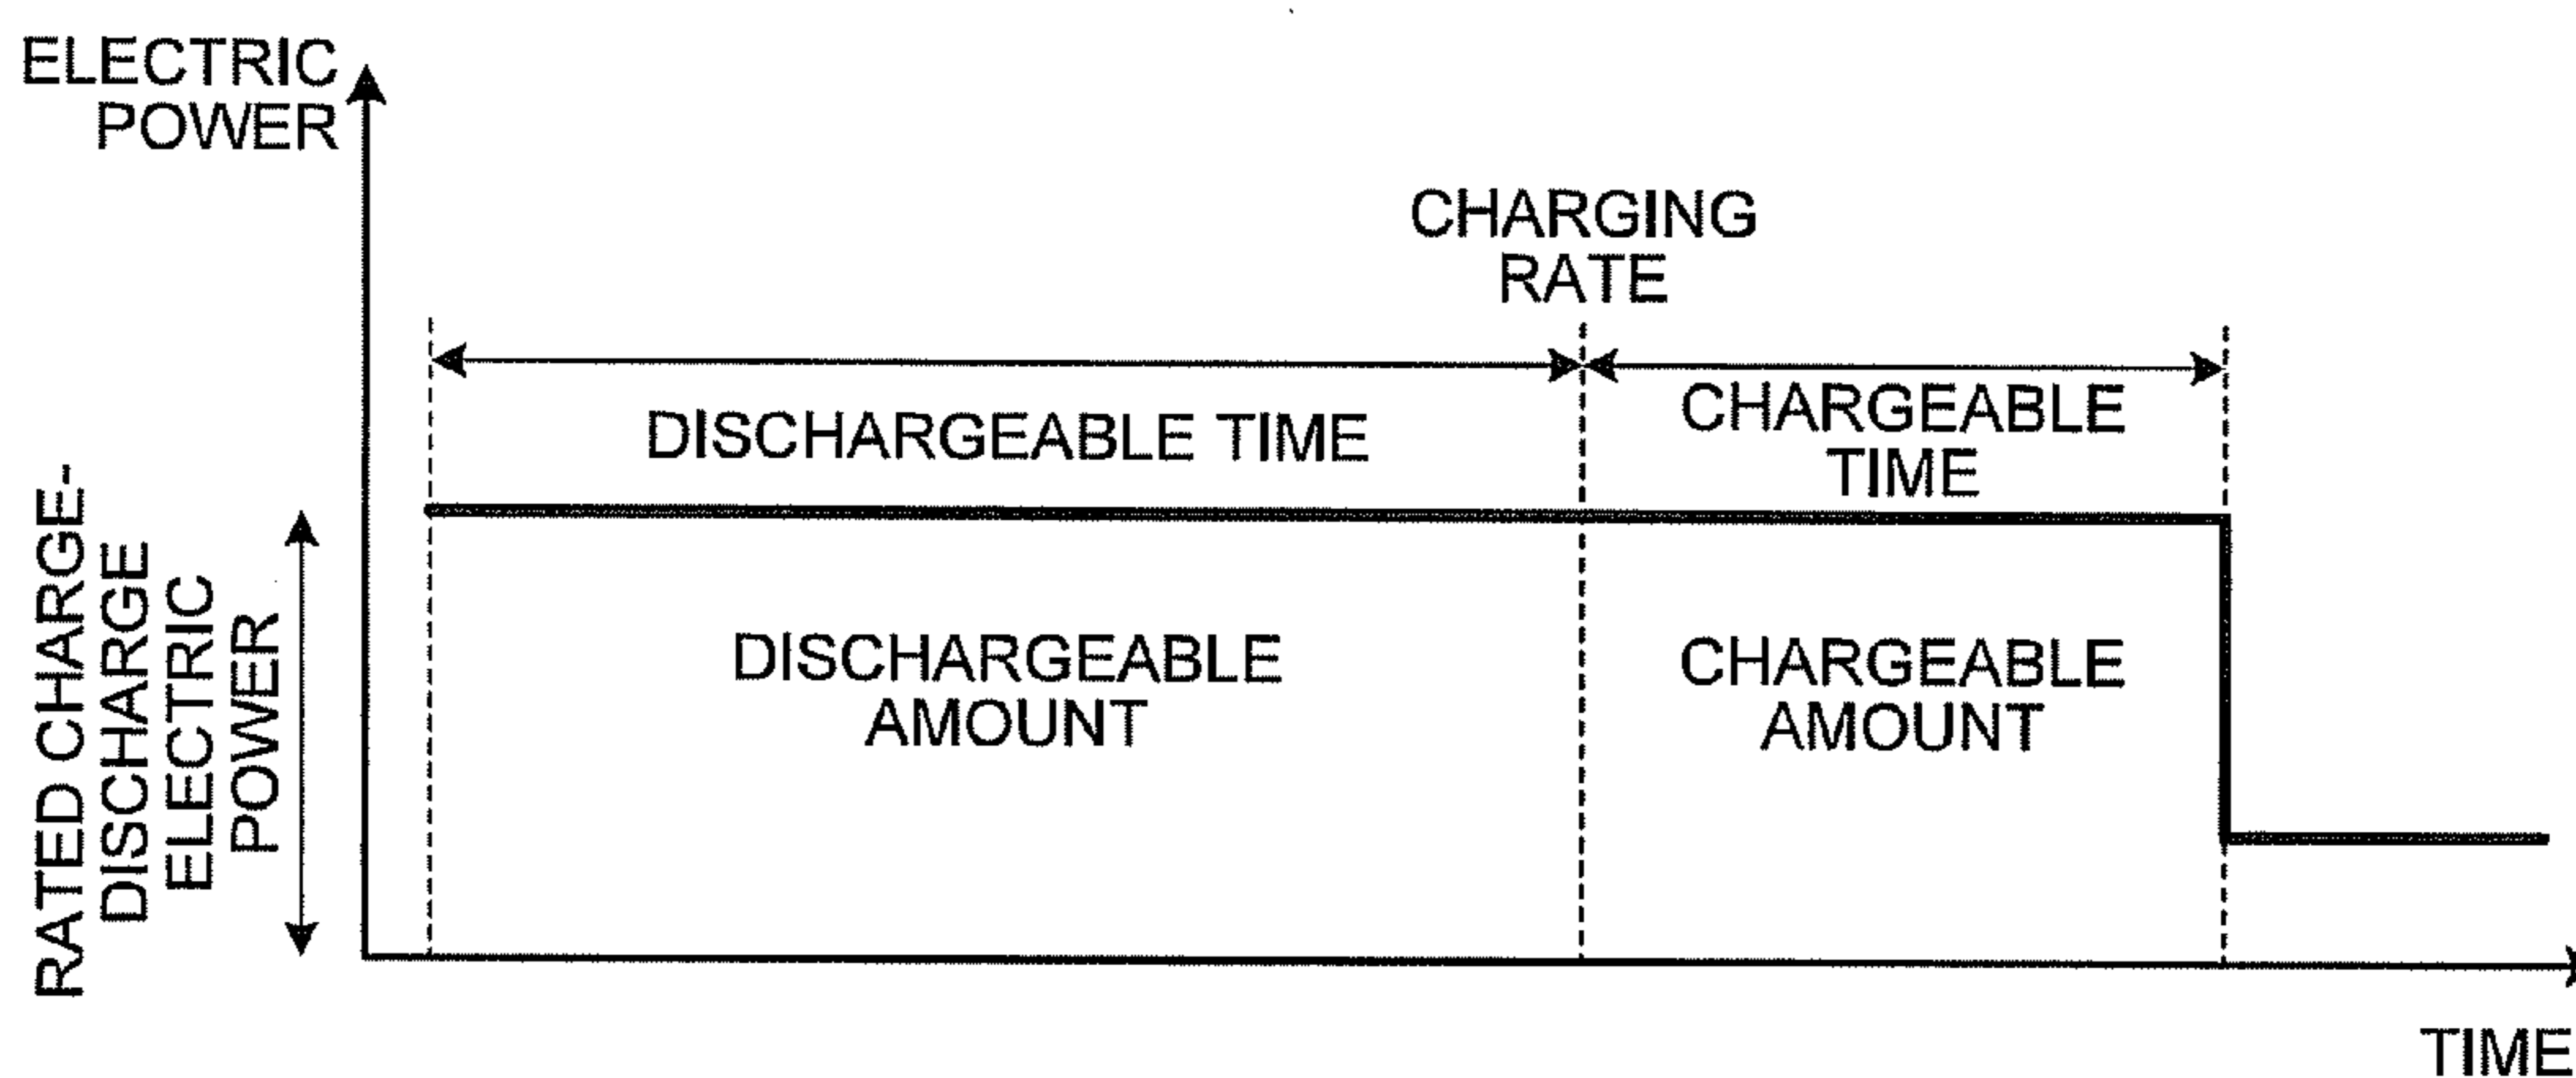 ELECTRIC
POWER
CHARGING
RATE
DISCHARGEABLE TIME
CHARGEABLE
TIME
RATED CHARGE-
DISCHARGE
ELECTRIC
POWER
DISCHARGEABLE
AMOUNT
CHARGEABLE
AMOUNT
TIME